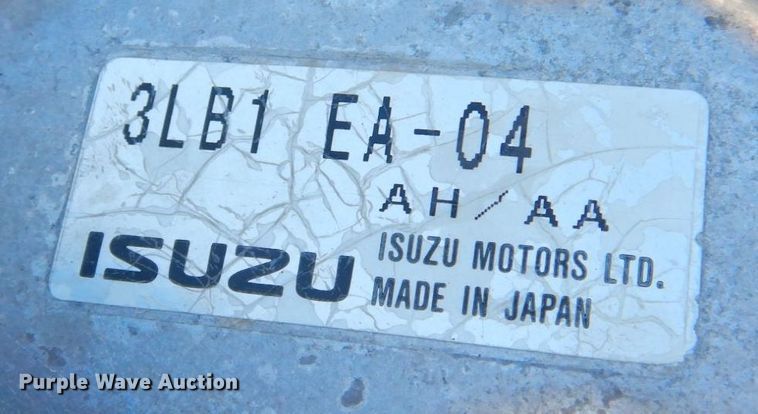 3LB1 EA-04
AH/AA
ISUZU
ISUZU MOTORS LTD.
MADE IN JAPAN
Purple Wave Auction